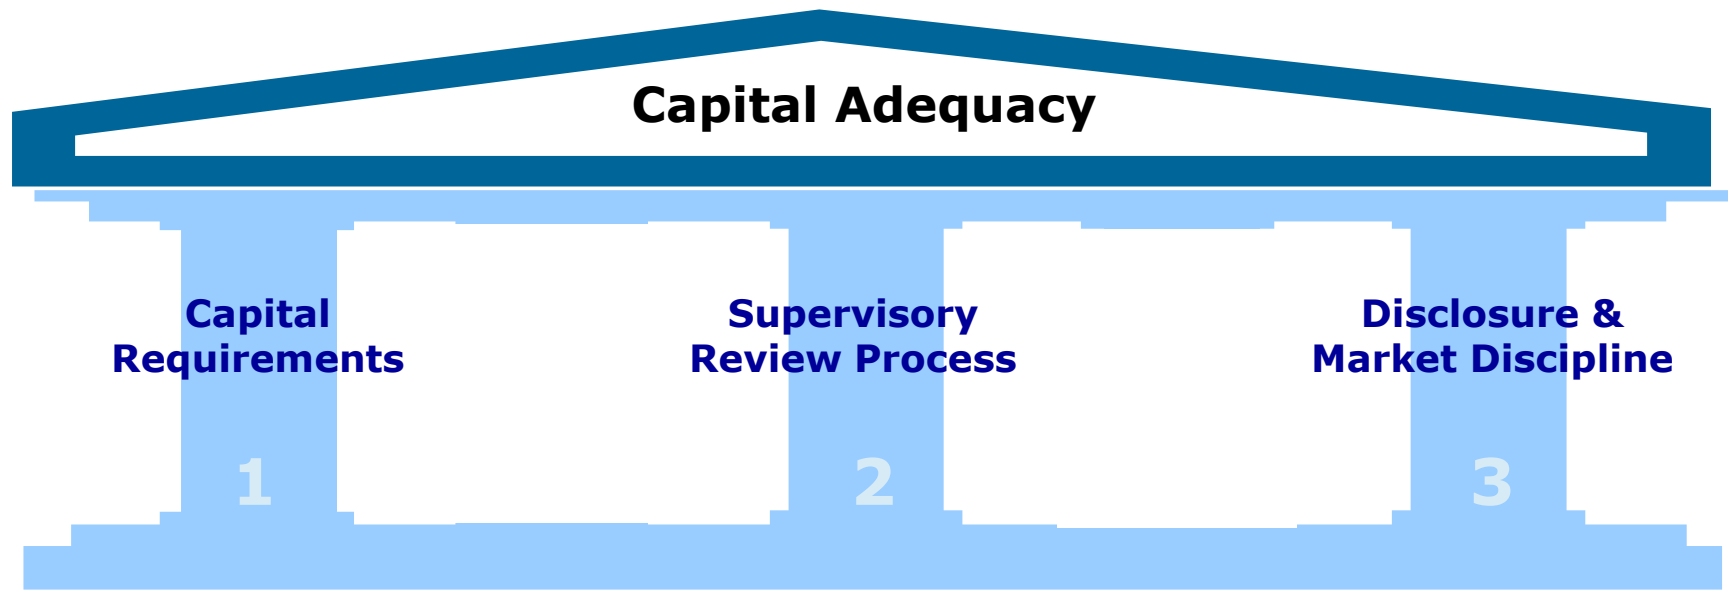 Capital Adequacy
Capital
Requirements
1
Supervisory
Review Process
2
Disclosure &
Market Discipline
3